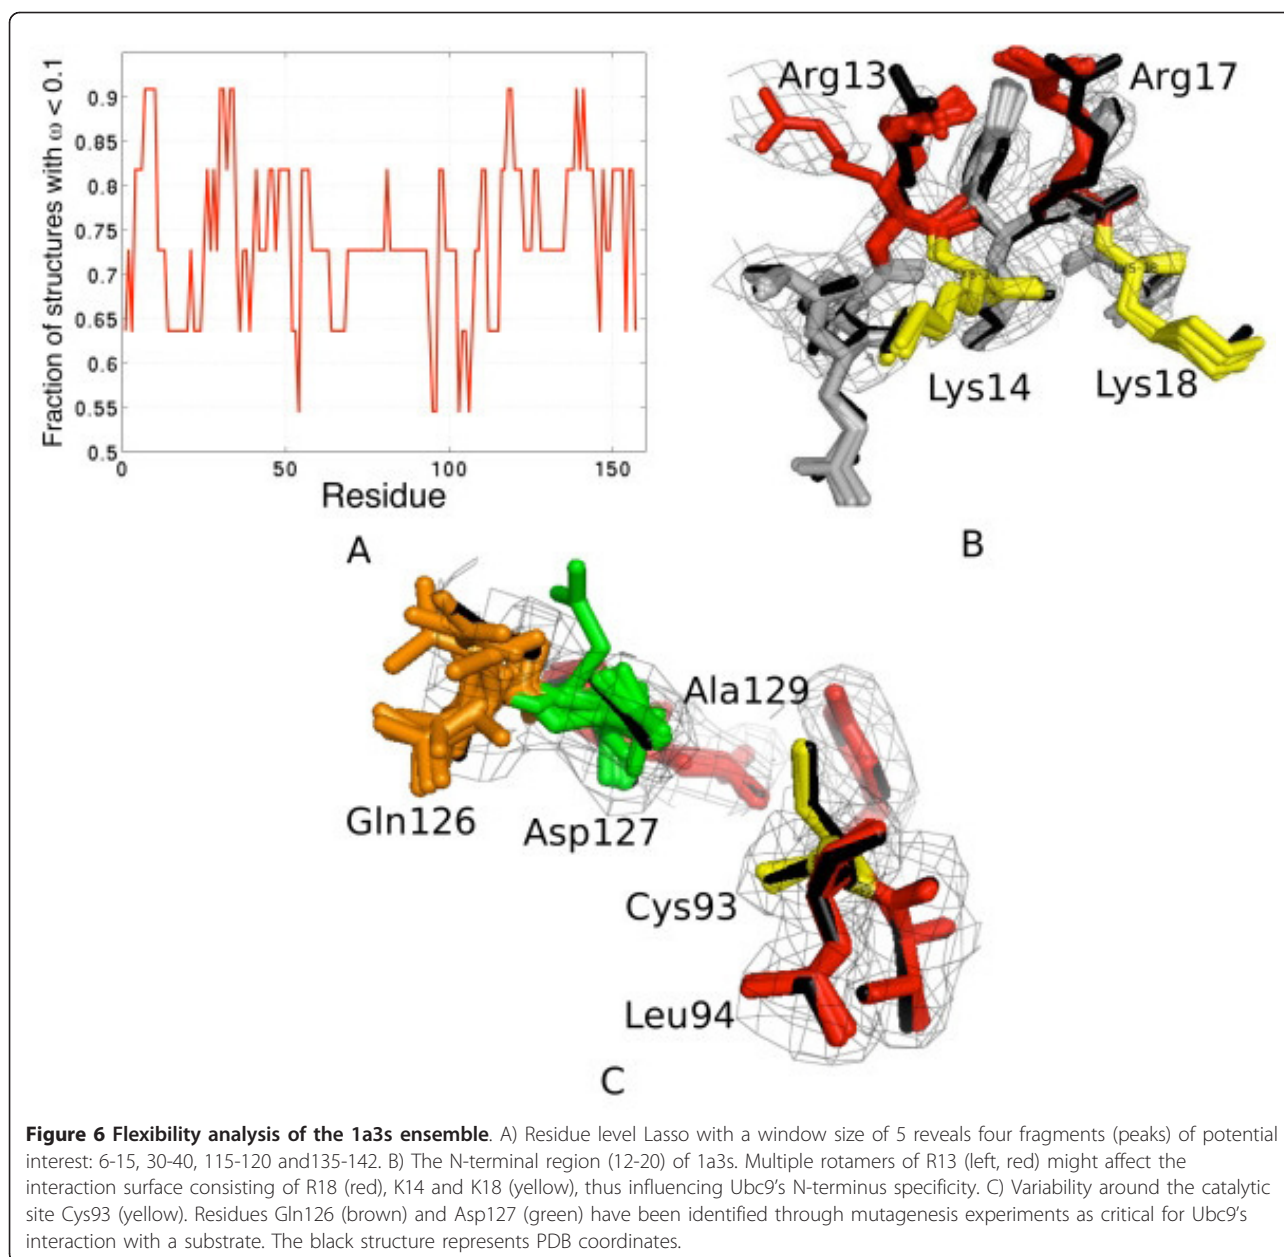 Fraction of structures with ω < 0.1
0.9
0.85
0.8
0.75
0.7
0.65
0.6
0.55
0.5
0
50
100
150
Residue
A
Arg13
Arg17
Lys14
Lys18
B
Ala129
Gln126
Asp127
Cys93
Leu94
C
Figure 6 Flexibility analysis of the 1a3s ensemble. A) Residue level Lasso with a window size of 5 reveals four fragments (peaks) of potential
interest: 6-15, 30-40, 115-120 and135-142. B) The N-terminal region (12-20) of 1a3s. Multiple rotamers of R13 (left, red) might affect the
interaction surface consisting of R18 (red), K14 and K18 (yellow), thus influencing Ubc9's N-terminus specificity. C) Variability around the catalytic
site Cys93 (yellow). Residues Gln126 (brown) and Asp127 (green) have been identified through mutagenesis experiments as critical for Ubc9's
interaction with a substrate. The black structure represents PDB coordinates.